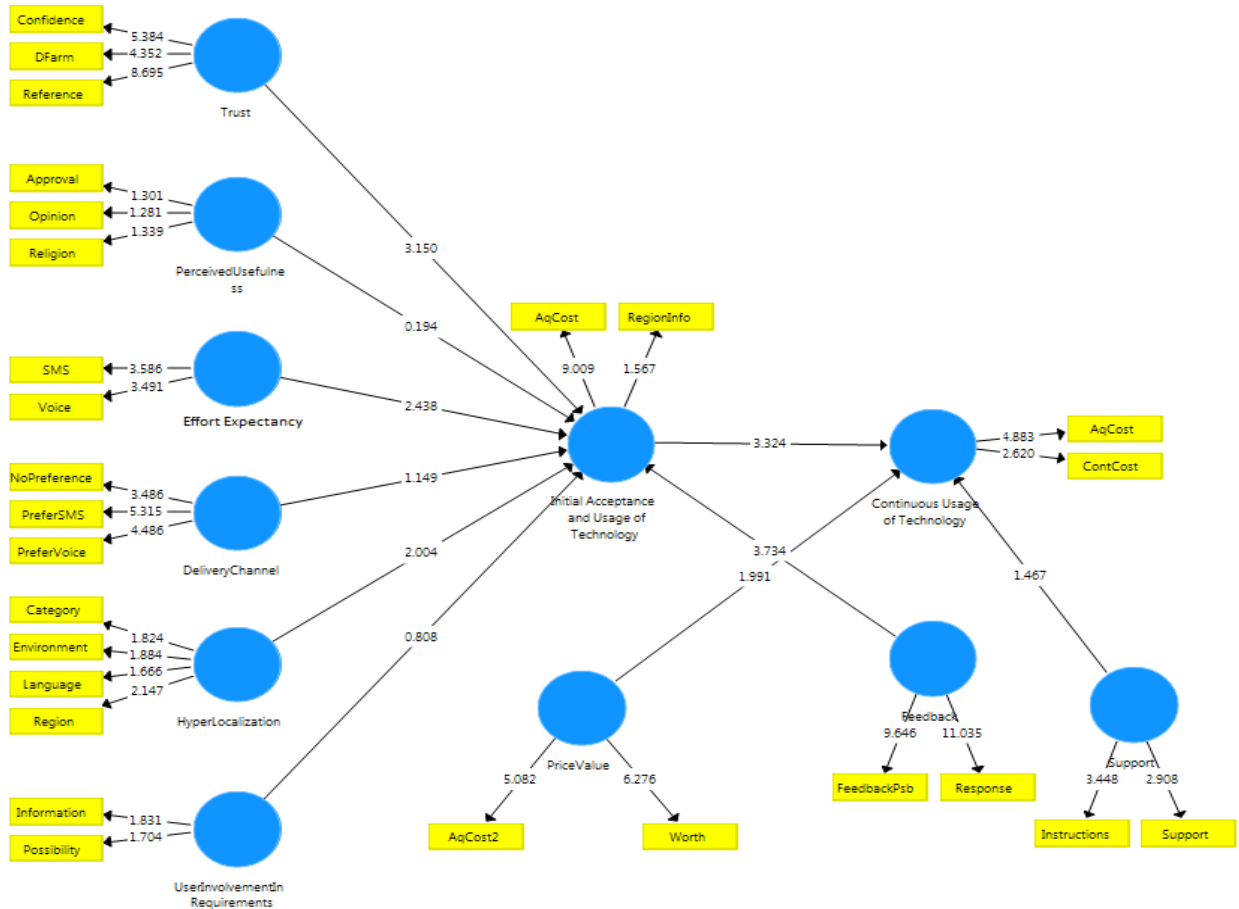 Confidence
5.384
DFarm
4.352
8.695
Reference
Trust
Approval
1.301
Opinion
1.281
1.339
Religion
PerceivedUsefulne
ss
3.150
0.194
AqCost
RegionInfo
9.009
1.567
SMS
3.586
3.491
Voice
Effort Expectancy
2.438
3.324
4.883
AqCost
2.620
ContCost
NoPreference
3.486
PreferSMS
5.315
4.486
PreferVoice
DeliveryChannel
1.149
Initial Acceptance
and Usage of
Technology
Continuous Usage
of Technology
2.004
3.734
1.991
1.467
Category
1.824
Environment
1.884
Language
1.666
2.147
Region
HyperLocalization
0.808
PriceValue
5.082
6.276
AqCost2
Worth
Feedback
9.646
11.035
FeedbackPsb
Response
Support
3.448
2.908
Instructions
Support
Information
1.831
1.704
Possibility
UserInvolvementIn
Requirements